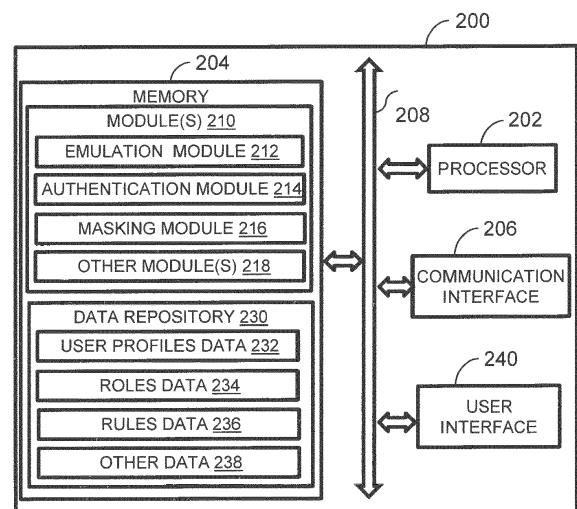 200
204
MEMORY
MODULE(S) 210
EMULATION MODULE 212
AUTHENTICATION MODULE 214
MASKING MODULE 216
OTHER MODULE(S) 218
DATA REPOSITORY 230
USER PROFILES DATA 232
ROLES DATA 234
RULES DATA 236
OTHER DATA 238
208
202
PROCESSOR
206
COMMUNICATION
INTERFACE
240
USER
INTERFACE